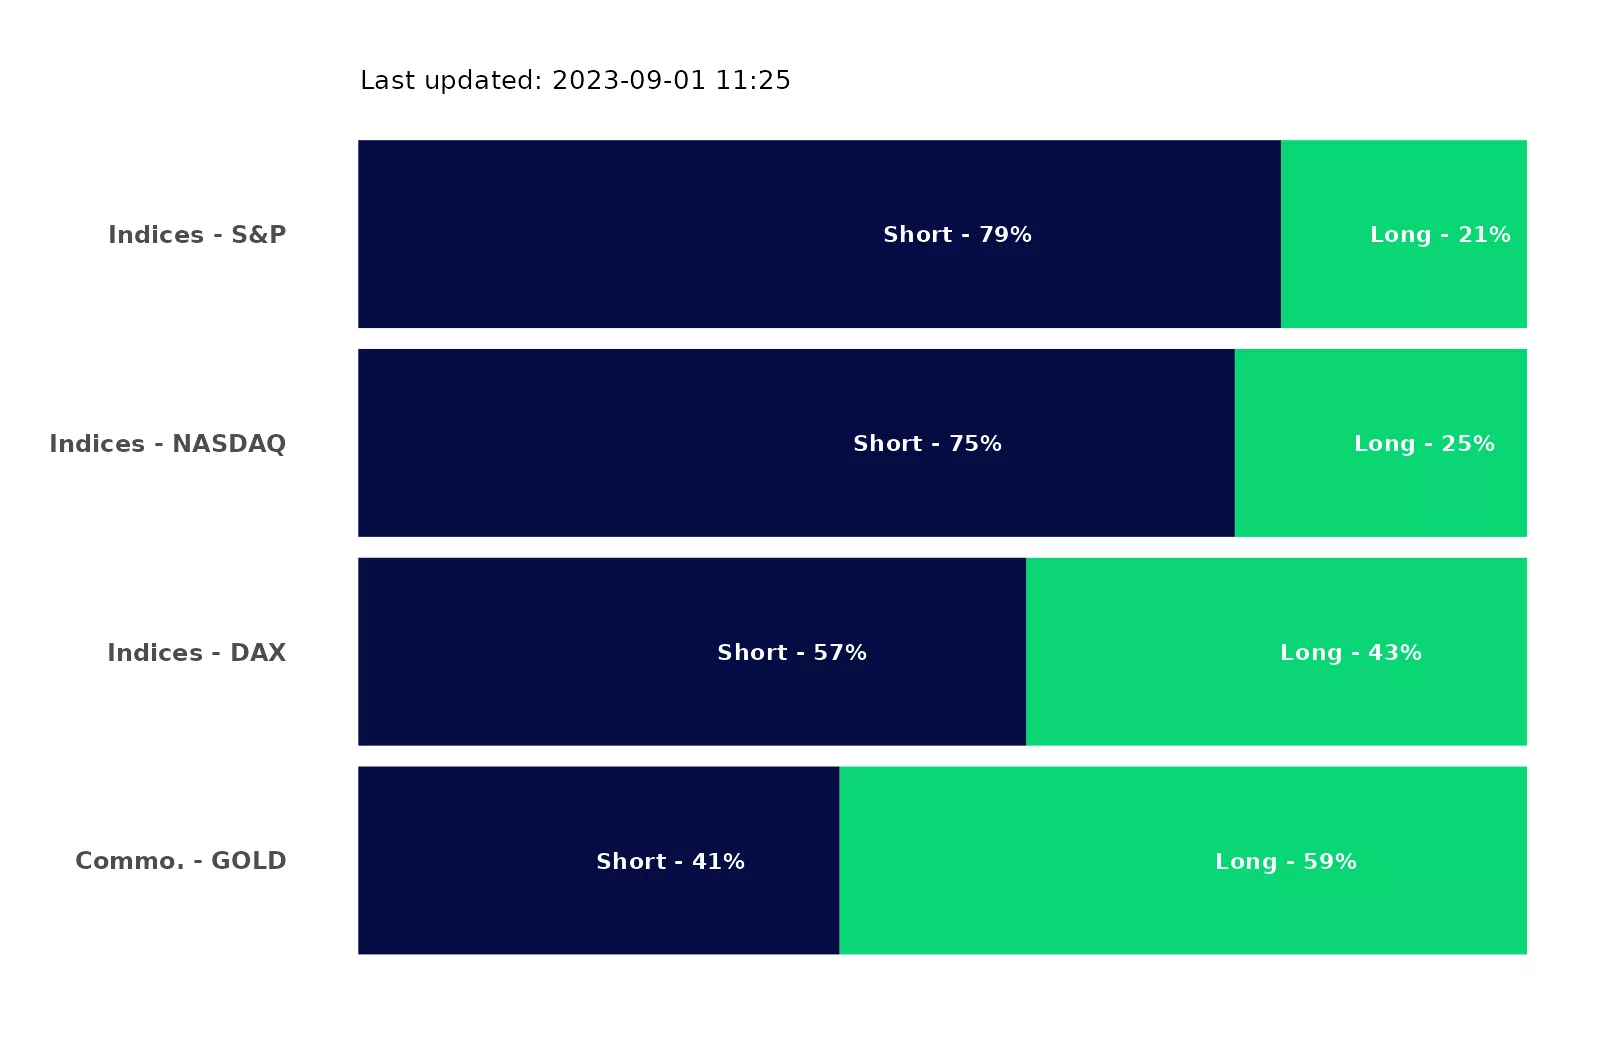 Last updated: 2023-09-01 11:25
Indices - S&P Short - 79% Long - 21%
Indices - NASDAQ Short - 75% Long - 25%
Indices - DAX Short - 57% Long - 43%
Commo. - GOLD Short - 41% Long - 59%